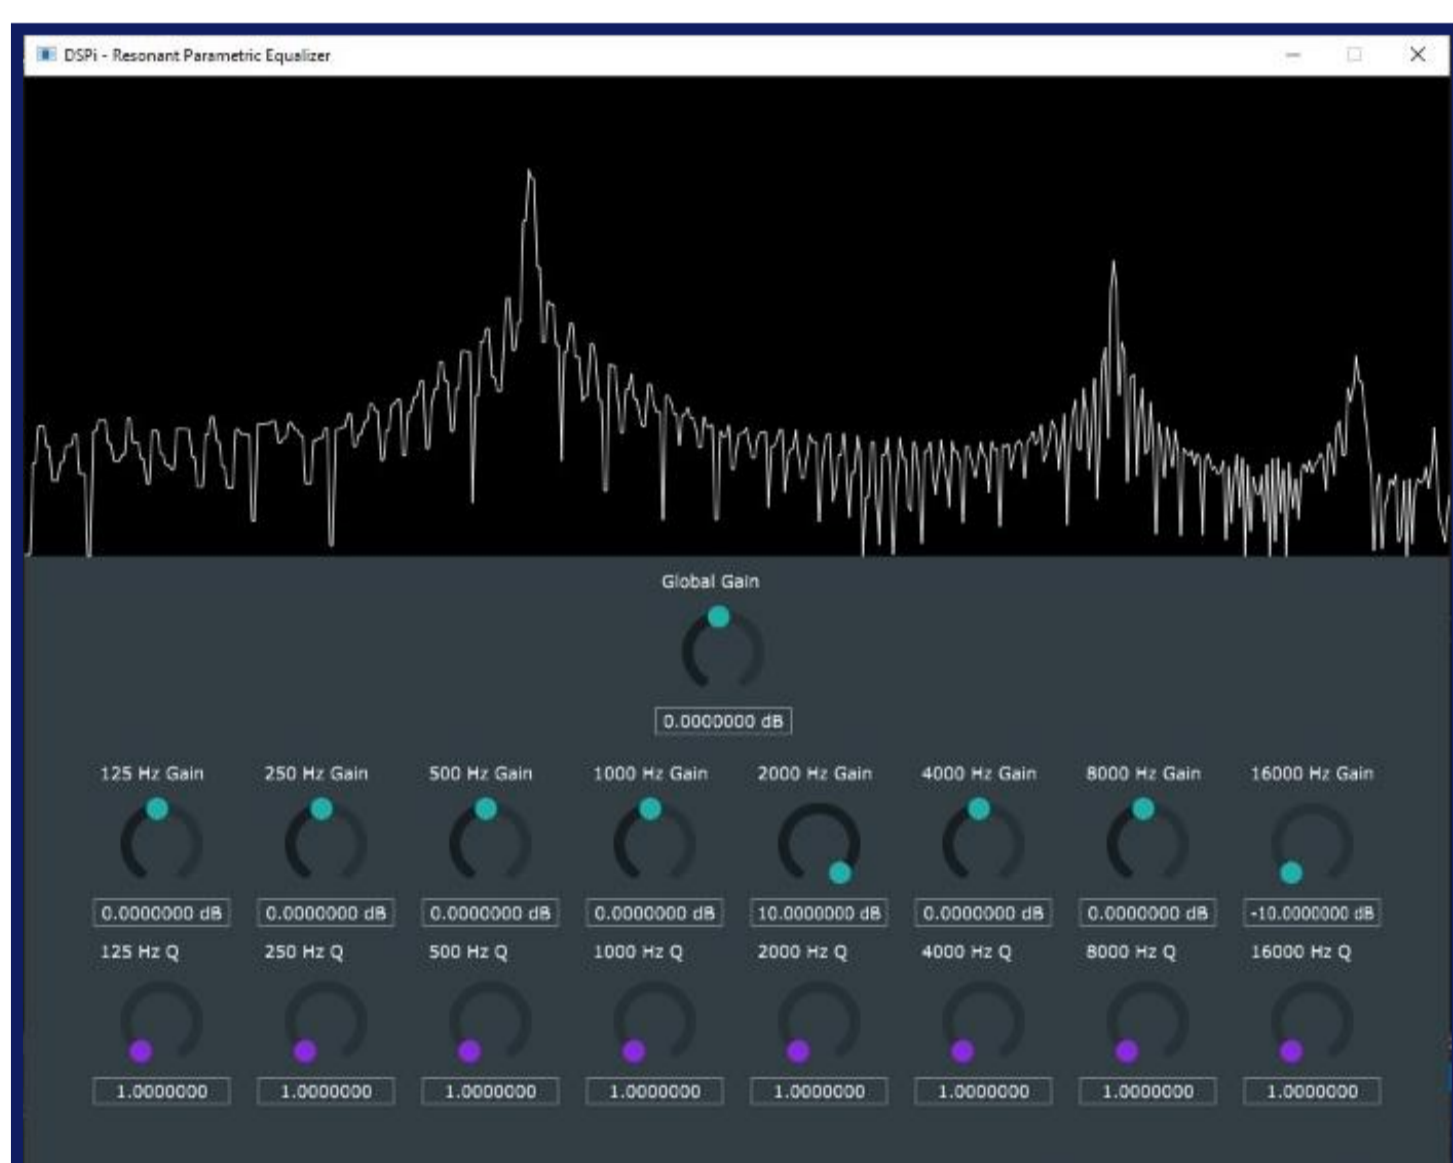 DSPi - Resonant Parametric Equalizer
Global Gain
0.0000000 dB
125 Hz Gain 250 Hz Gain 500 Hz Gain 1000 Hz Gain 2000 Hz Gain 4000 Hz Gain 8000 Hz Gain 16000 Hz Gain
0.0000000 dB 0.0000000 dB 0.0000000 dB 0.0000000 dB 10.0000000 dB 0.0000000 dB 0.0000000 dB -10.0000000 dB
125 Hz Q 250 Hz Q 500 Hz Q 1000 Hz Q 2000 Hz Q 4000 Hz Q 8000 Hz Q 16000 Hz Q
1.0000000 1.0000000 1.0000000 1.0000000 1.0000000 1.0000000 1.0000000 1.0000000